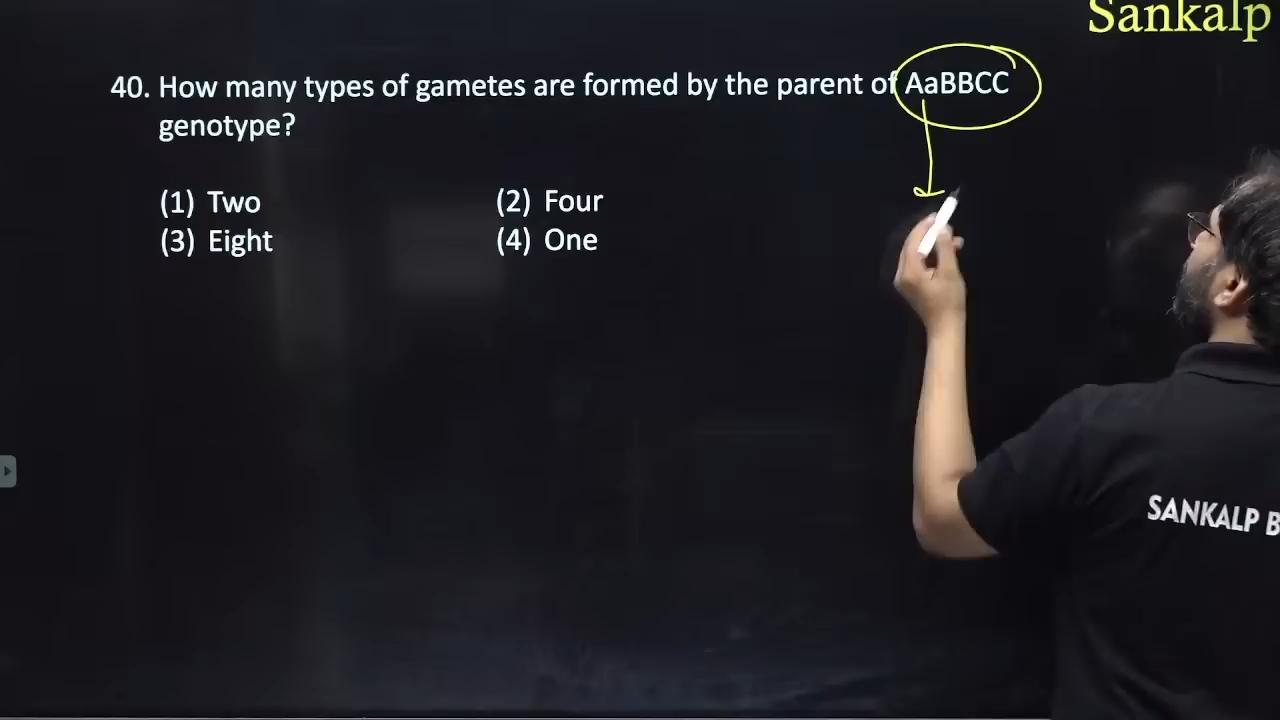 Sankalp
40. How many types of gametes are formed by the parent of AaBBCC
genotype?
(1) Two
(2) Four
(3) Eight
(4) One
SANKALP B